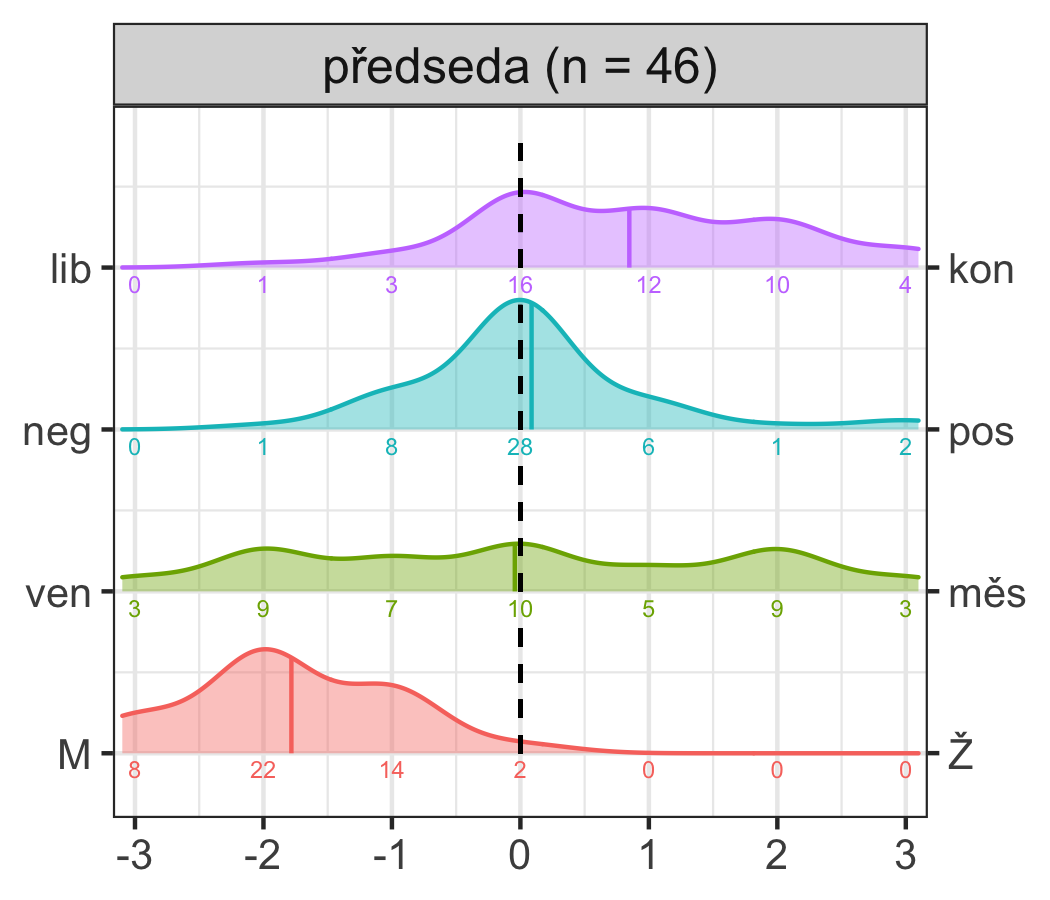 předseda (n = 46)
lib kon
0 1 3 16 12 10 4
neg pos
0 1 8 28 6 1 2
ven měs
3 9 7 10 5 9 3
M Ž
8 22 14 2 0 0 0
-3 -2 -1 0 1 2 3